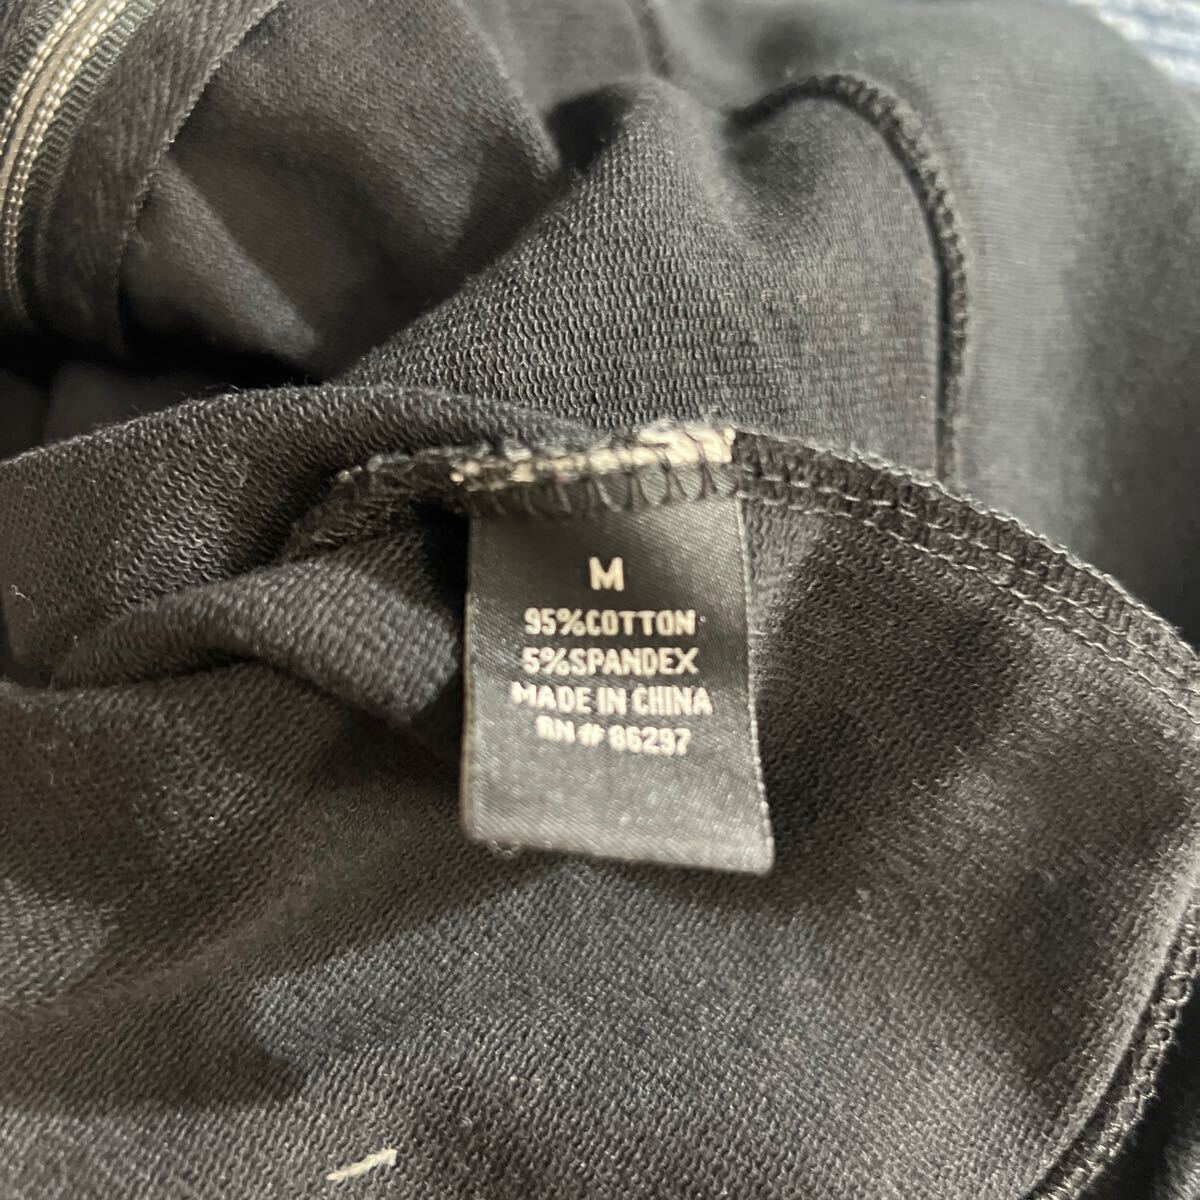 M
95%COTTON
5%SPANDEX
MADE IN CHINA
RN#86297